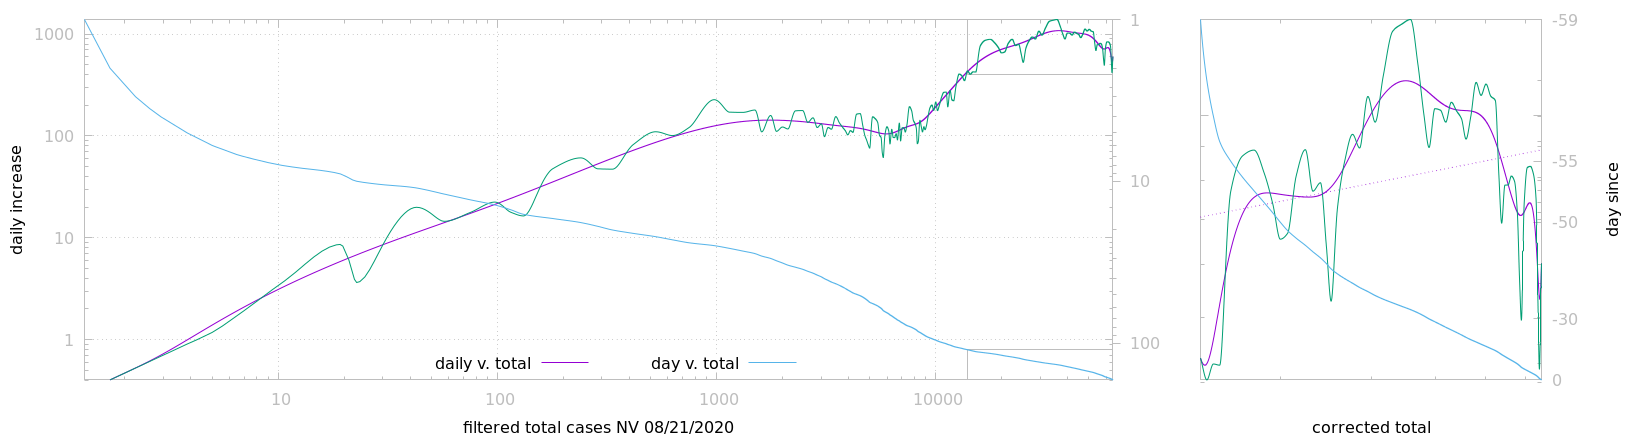 1000
100
10
1
daily increase
daily v. total
day v. total
10
100
1000
10000
filtered total cases NV 08/21/2020
1
10
100
-59
-55
-50
-30
0
day since
corrected total